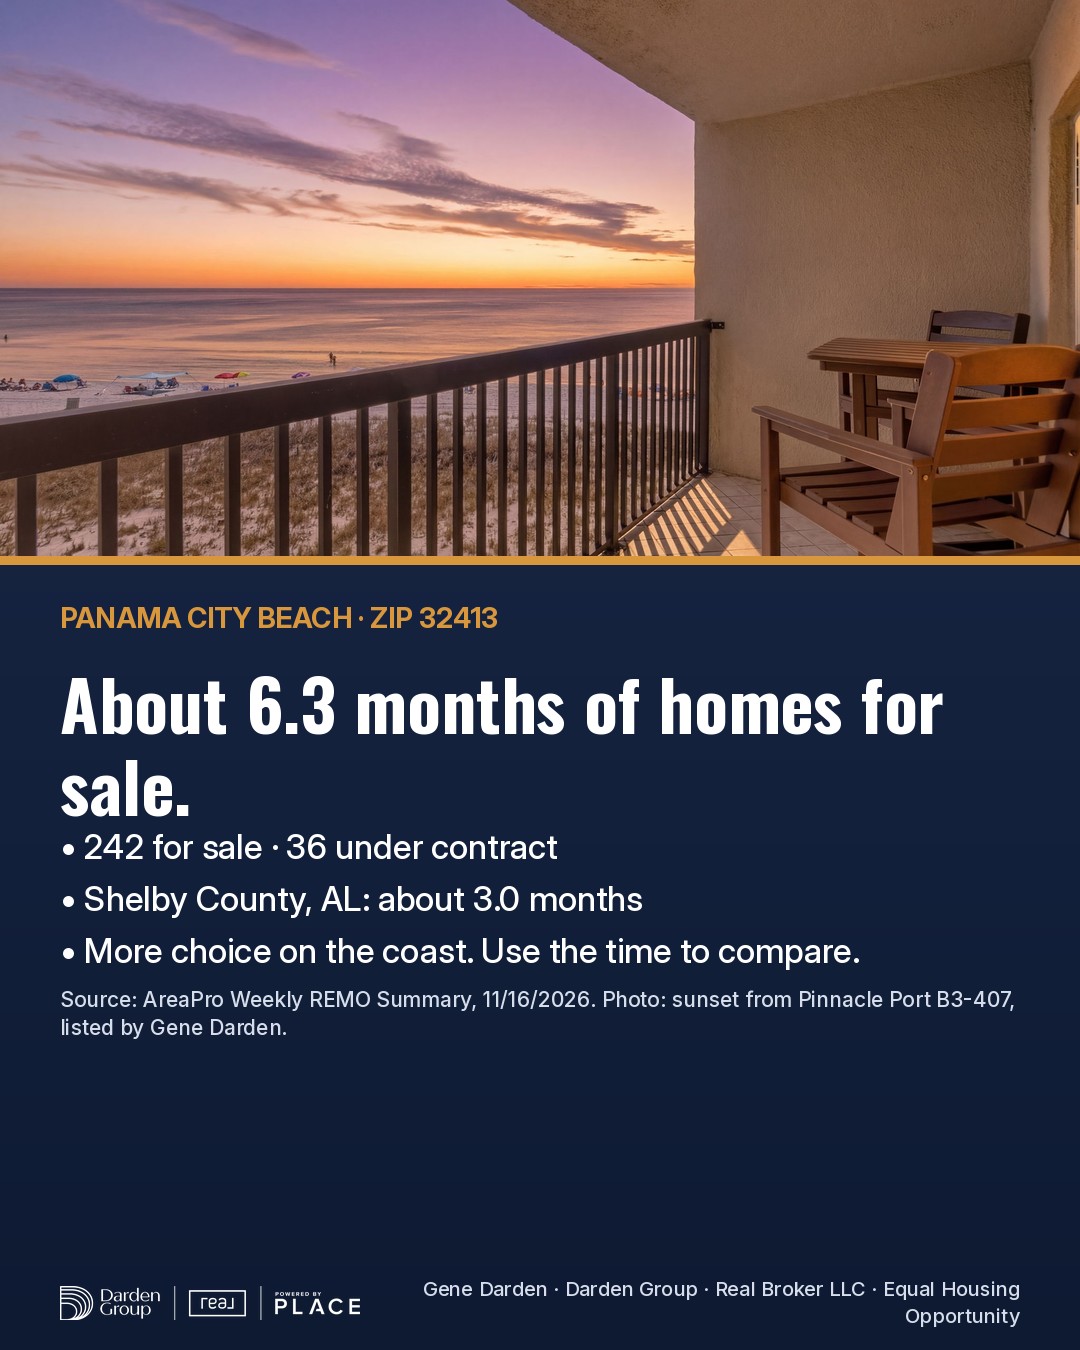 PANAMA CITY BEACH · ZIP 32413
About 6.3 months of homes for
sale.
• 242 for sale · 36 under contract
• Shelby County, AL: about 3.0 months
• More choice on the coast. Use the time to compare.
Source: AreaPro Weekly REMO Summary, 11/16/2026. Photo: sunset from Pinnacle Port B3-407,
listed by Gene Darden.
Darden
Group
real
POWERED BY
PLACE
Gene Darden · Darden Group · Real Broker LLC · Equal Housing
Opportunity